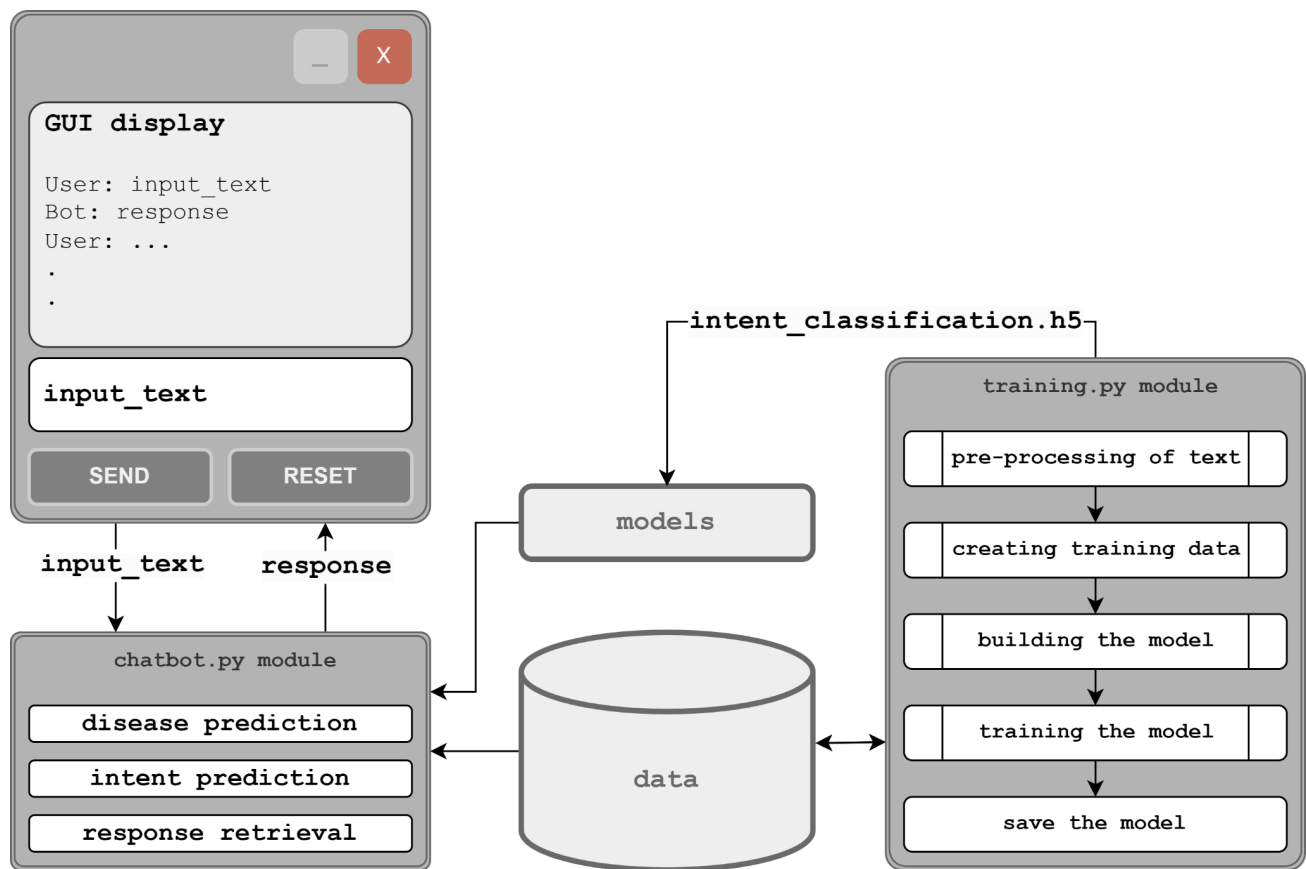 _
X
GUI display
User: input_text
Bot: response
User: ...
.
.
input_text
SEND
RESET
input_text
response
chatbot.py module
disease prediction
intent prediction
response retrieval
models
data
intent_classification.h5
training.py module
pre-processing of text
creating training data
building the model
training the model
save the model